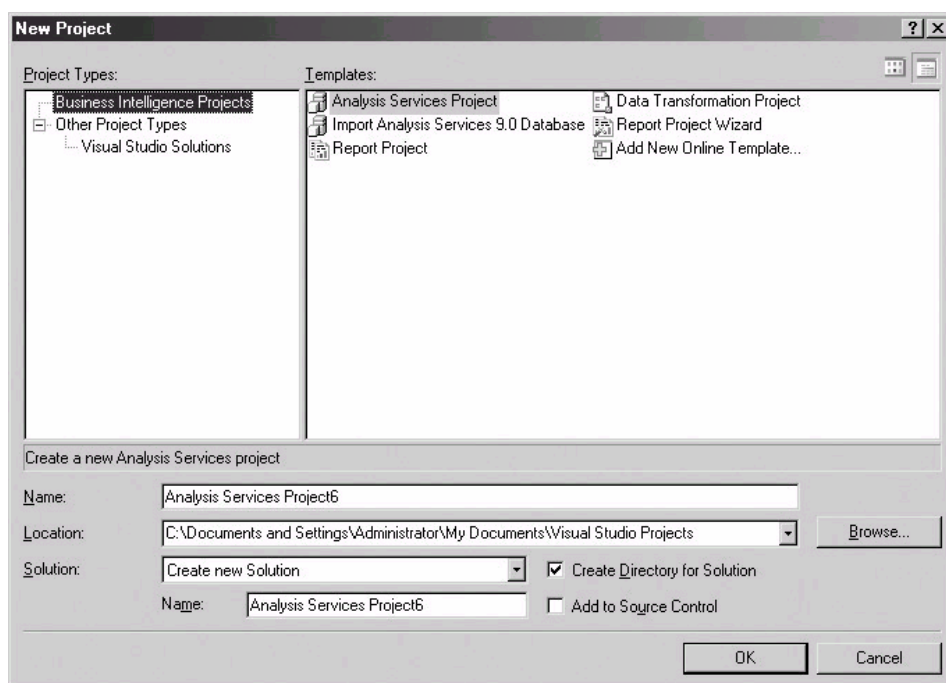 New Project
Project Types:
Business Intelligence Projects
Other Project Types
Visual Studio Solutions
Templates:
Analysis Services Project
Import Analysis Services 9.0 Database
Report Project
Data Transformation Project
Report Project Wizard
Add New Online Template...
Create a new Analysis Services project
Name: Analysis Services Project6
Location: C:\Documents and Settings\Administrator\My Documents\Visual Studio Projects Browse...
Solution: Create new Solution Create Directory for Solution
Name: Analysis Services Project6 Add to Source Control
OK Cancel